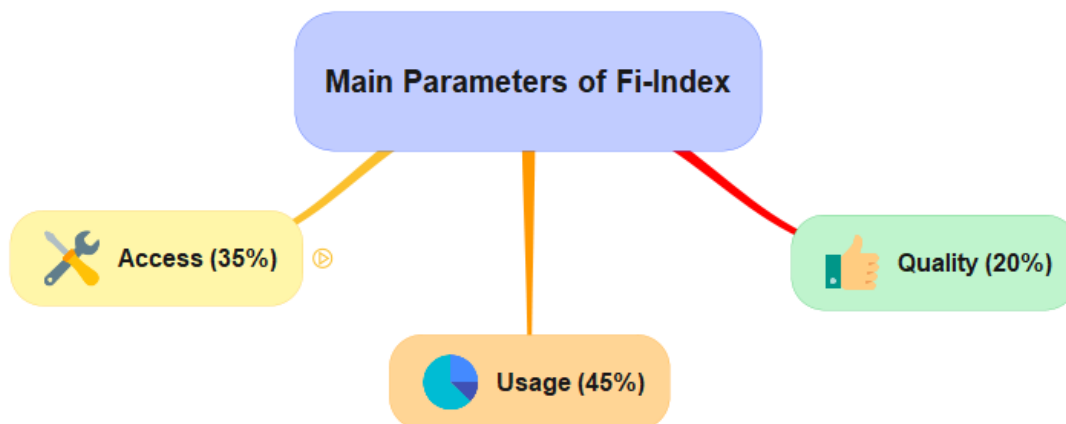 Main Parameters of Fi-Index
Access (35%)
Quality (20%)
Usage (45%)